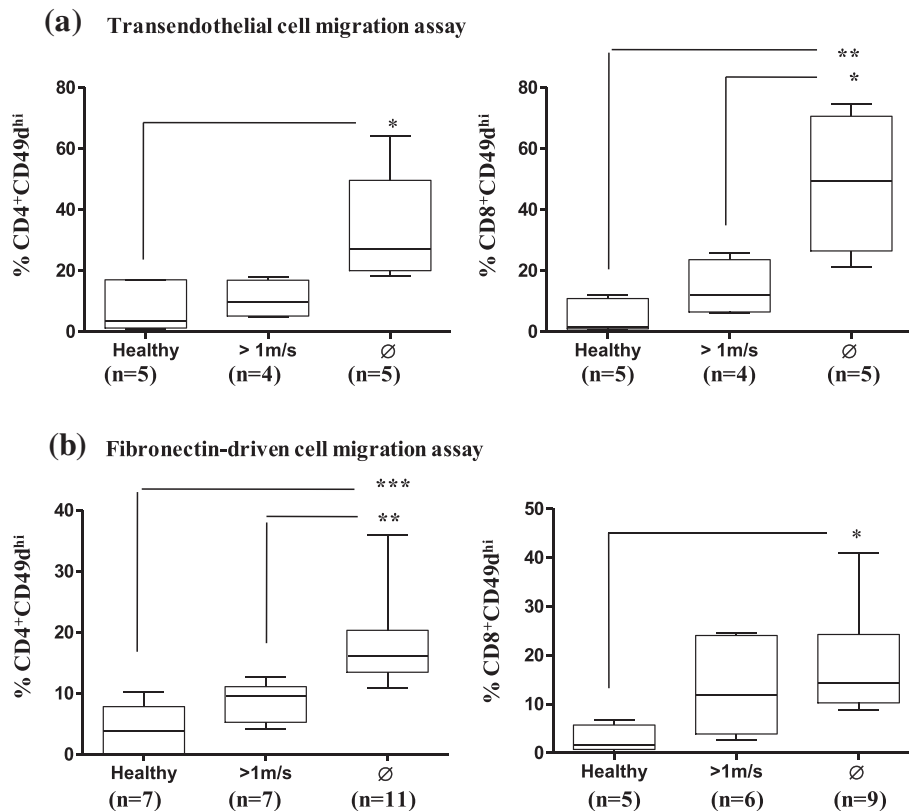 (a) Transendothelial cell migration assay
% CD4⁺CD49dʰⁱ
80
60
40
20
0
*
Healthy > 1m/s ∅
(n=5) (n=4) (n=5)
% CD8⁺CD49dʰⁱ
80
60
40
20
0
**
*
Healthy > 1m/s ∅
(n=5) (n=4) (n=5)
(b) Fibronectin-driven cell migration assay
% CD4⁺CD49dʰⁱ
40
30
20
10
0
***
**
Healthy >1m/s ∅
(n=7) (n=7) (n=11)
% CD8⁺CD49dʰⁱ
50
40
30
20
10
0
*
Healthy >1m/s ∅
(n=5) (n=6) (n=9)